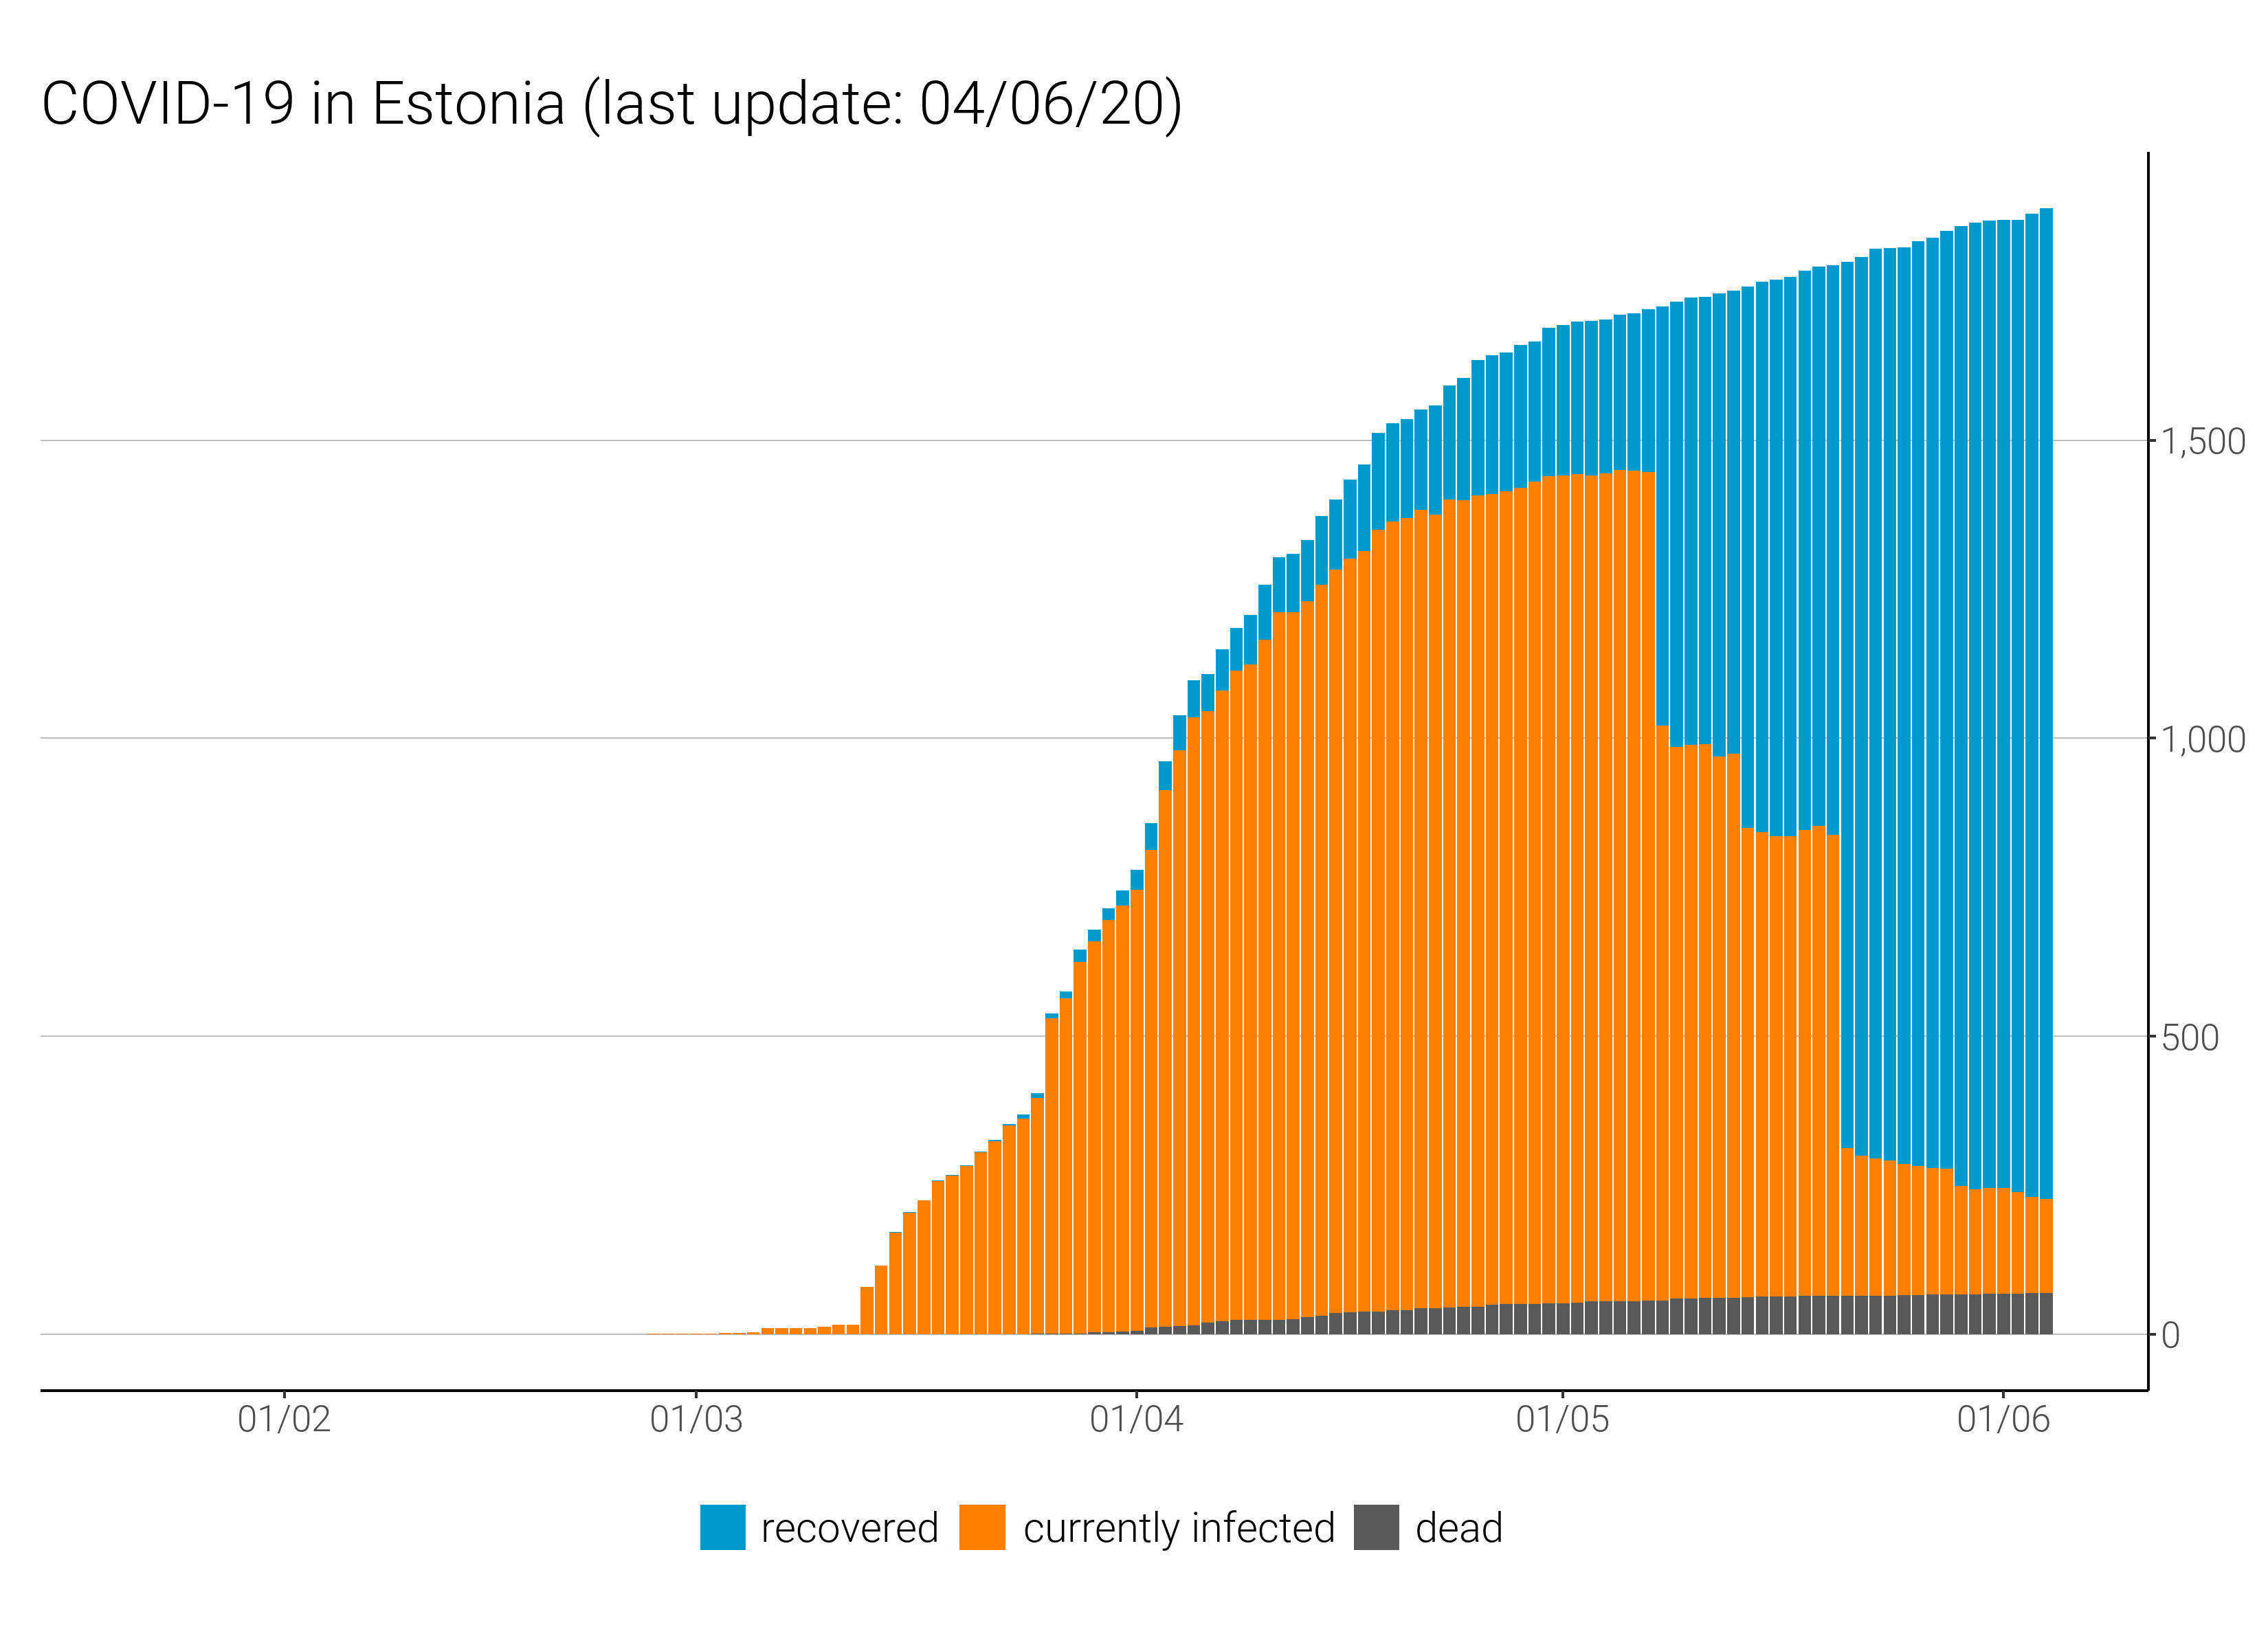 COVID-19 in Estonia (last update: 04/06/20)
1,500
1,000
500
0
01/02 01/03 01/04 01/05 01/06
recovered currently infected dead